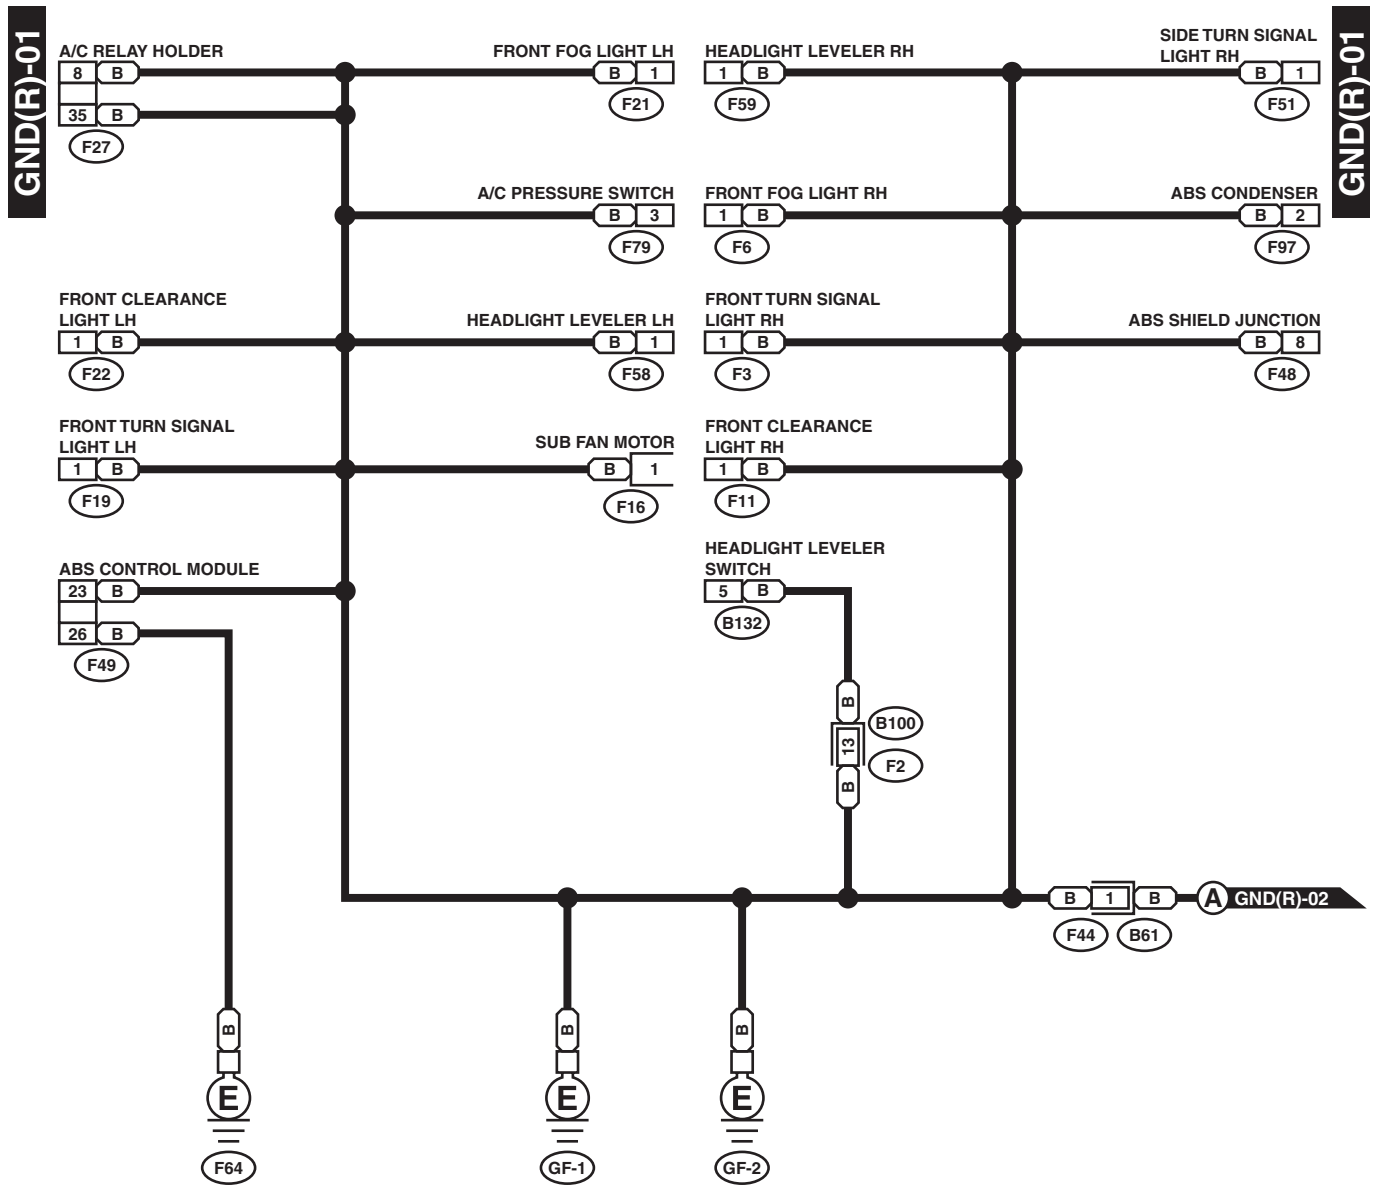 GND(R)-01
GND(R)-01
A/C RELAY HOLDER
8 B
35 B
F27
FRONT FOG LIGHT LH
B 1
F21
HEADLIGHT LEVELER RH
1 B
F59
SIDE TURN SIGNAL
LIGHT RH
B 1
F51
A/C PRESSURE SWITCH
B 3
F79
FRONT FOG LIGHT RH
1 B
F6
ABS CONDENSER
B 2
F97
FRONT CLEARANCE
LIGHT LH
1 B
F22
HEADLIGHT LEVELER LH
B 1
F58
FRONT TURN SIGNAL
LIGHT RH
1 B
F3
ABS SHIELD JUNCTION
B 8
F48
FRONT TURN SIGNAL
LIGHT LH
1 B
F19
SUB FAN MOTOR
B 1
F16
FRONT CLEARANCE
LIGHT RH
1 B
F11
ABS CONTROL MODULE
23 B
26 B
F49
HEADLIGHT LEVELER
SWITCH
5 B
B132
B
B100
13
F2
B
B 1 B
F44 B61
A GND(R)-02
B
E
F64
B
E
GF-1
B
E
GF-2